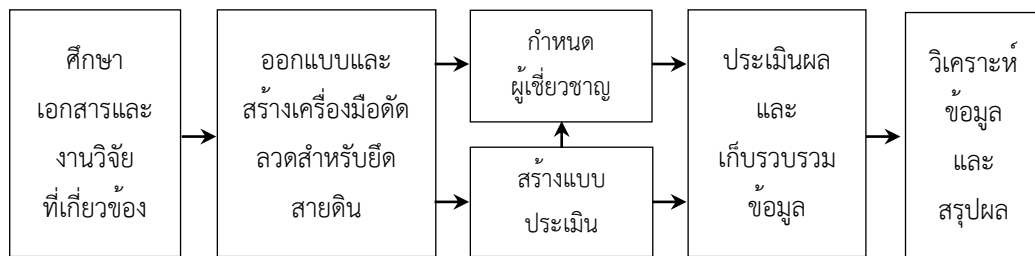 ศึกษา
เอกสารและ
งานวิจัย
ที่เกี่ยวข้อง
ออกแบบและ
สร้างเครื่องมือดัด
ลวดสำหรับยึด
สายดิน
กำหนด
ผู้เชี่ยวชาญ
สร้างแบบ
ประเมิน
ประเมินผล
และ
เก็บรวบรวม
ข้อมูล
วิเคราะห์
ข้อมูล
และ
สรุปผล